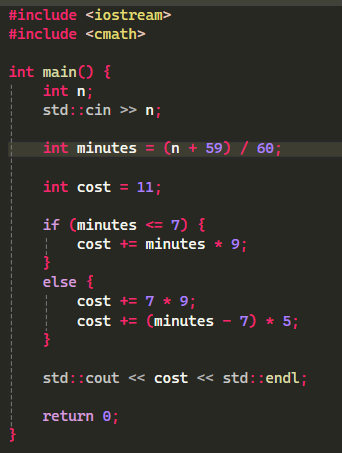 #include <iostream>
#include <cmath>

int main() {
    int n;
    std::cin >> n;

    int minutes = (n + 59) / 60;

    int cost = 11;

    if (minutes <= 7) {
        cost += minutes * 9;
    }
    else {
        cost += 7 * 9;
        cost += (minutes - 7) * 5;
    }

    std::cout << cost << std::endl;

    return 0;
}